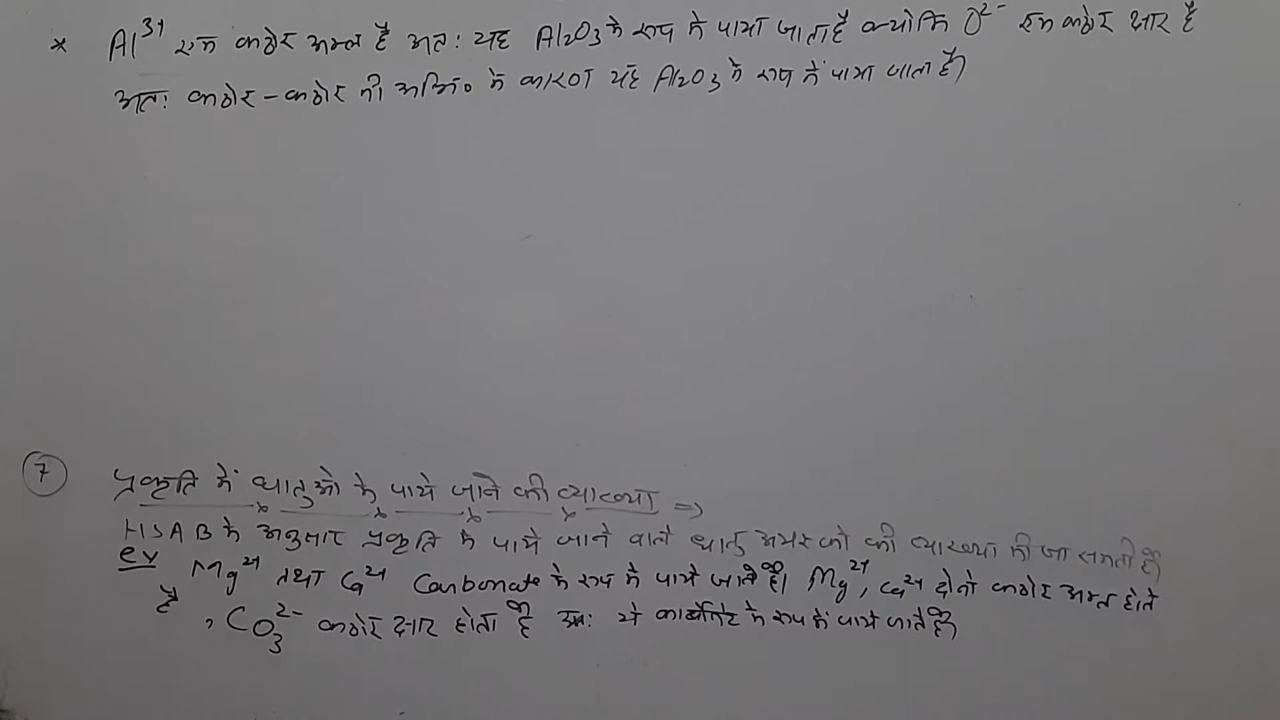 * Al³⁺ एक कठोर अम्ल है अतः यह Al₂O₃ के रूप में पाया जाता है क्योंकि O²⁻ एक कठोर क्षार है
अतः कठोर-कठोर की अभि० के कारण यह Al₂O₃ के रूप में पाया जाता है।
⑦ प्रकृति में धातुओ के पाये जाने की व्याख्या ⇒
HSAB के अनुसार प्रकृति के पाये जाने वाले धातु अयस्को की व्याख्या की जा सकती है।
ex Mg²⁺ तथा Ca²⁺ Carbonate के रूप में पाये जाते है। Mg²⁺, Ca²⁺ दोनो कठोर अम्ल होते
है, CO₃²⁻ कठोर क्षार होता है अतः ये कार्बोनेट के रूप में पाये जाते है।